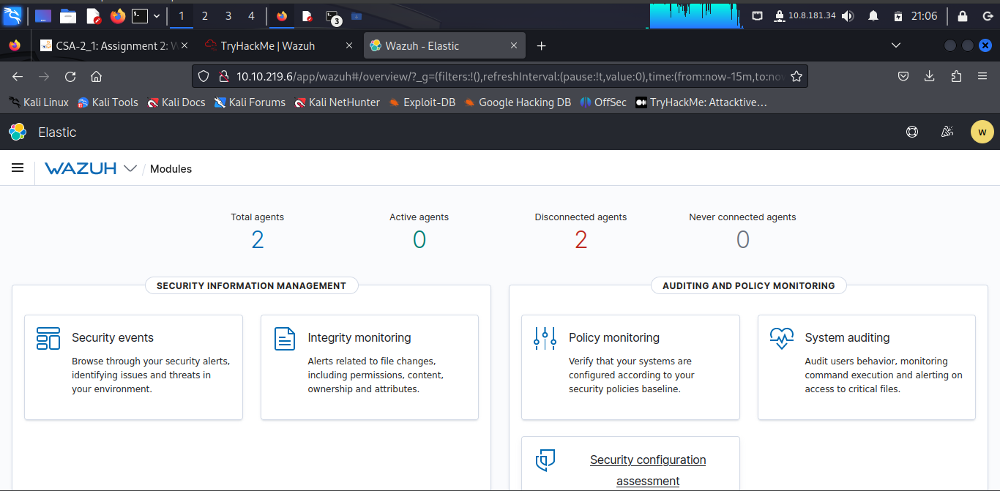 1 2 3 4 3 10.8.181.34 21:06
CSA-2_1: Assignment 2: W TryHackMe | Wazuh Wazuh - Elastic
10.10.219.6/app/wazuh#/overview/?_g=(filters:!(),refreshInterval:(pause:!t,value:0),time:(from:now-15m,to:now
Kali Linux Kali Tools Kali Docs Kali Forums Kali NetHunter Exploit-DB Google Hacking DB OffSec TryHackMe: Attacktive…
Elastic W
WAZUH / Modules
Total agents Active agents Disconnected agents Never connected agents
2 0 2 0
SECURITY INFORMATION MANAGEMENT
Security events
Browse through your security alerts,
identifying issues and threats in
your environment.
Integrity monitoring
Alerts related to file changes,
including permissions, content,
ownership and attributes.
AUDITING AND POLICY MONITORING
Policy monitoring
Verify that your systems are
configured according to your
security policies baseline.
System auditing
Audit users behavior, monitoring
command execution and alerting on
access to critical files.
Security configuration
assessment